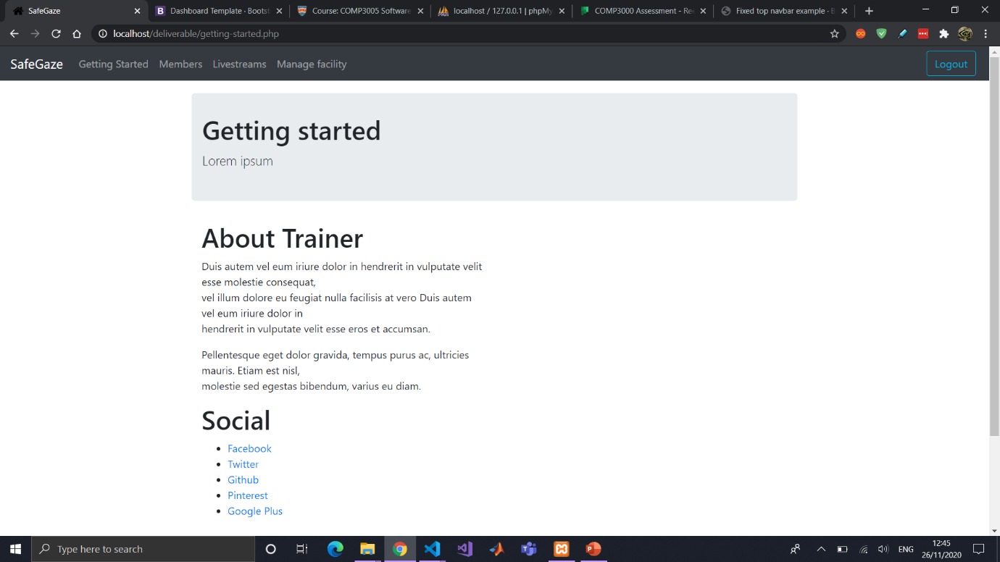 SafeGaze
Dashboard Template · Bootst
Course: COMP3005 Software
localhost / 127.0.0.1 | phpMy
COMP3000 Assessment - Re
Fixed top navbar example · B
localhost/deliverable/getting-started.php
SafeGaze
Getting Started
Members
Livestreams
Manage facility
Logout
Getting started
Lorem ipsum
About Trainer
Duis autem vel eum iriure dolor in hendrerit in vulputate velit
esse molestie consequat,
vel illum dolore eu feugiat nulla facilisis at vero Duis autem
vel eum iriure dolor in
hendrerit in vulputate velit esse eros et accumsan.
Pellentesque eget dolor gravida, tempus purus ac, ultricies
mauris. Etiam est nisl,
molestie sed egestas bibendum, varius eu diam.
Social
Facebook
Twitter
Github
Pinterest
Google Plus
Type here to search
ENG
12:45
26/11/2020